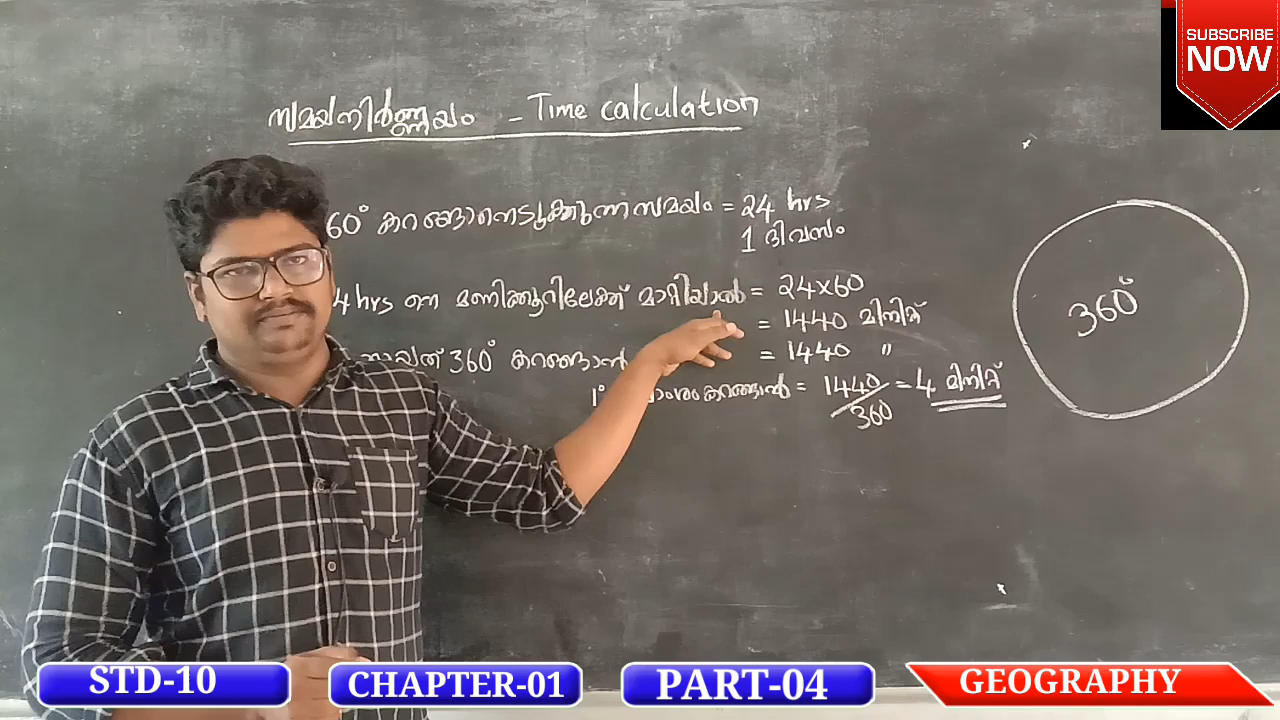 SUBSCRIBE
NOW
സമയനിർണ്ണയം - Time calculation
60° കറങ്ങാനെടുക്കുന്ന സമയം = 24 hrs
1 ദിവസം
4 hrs നെ മണിക്കൂറിലേക്ക് മാറ്റിയാൽ = 24x60
= 1440 മിനിറ്റ്
360° കറങ്ങാൻ = 1440 "
1° കറങ്ങാൻ = 1440/360 = 4 മിനിറ്റ്
360°
STD-10
CHAPTER-01
PART-04
GEOGRAPHY